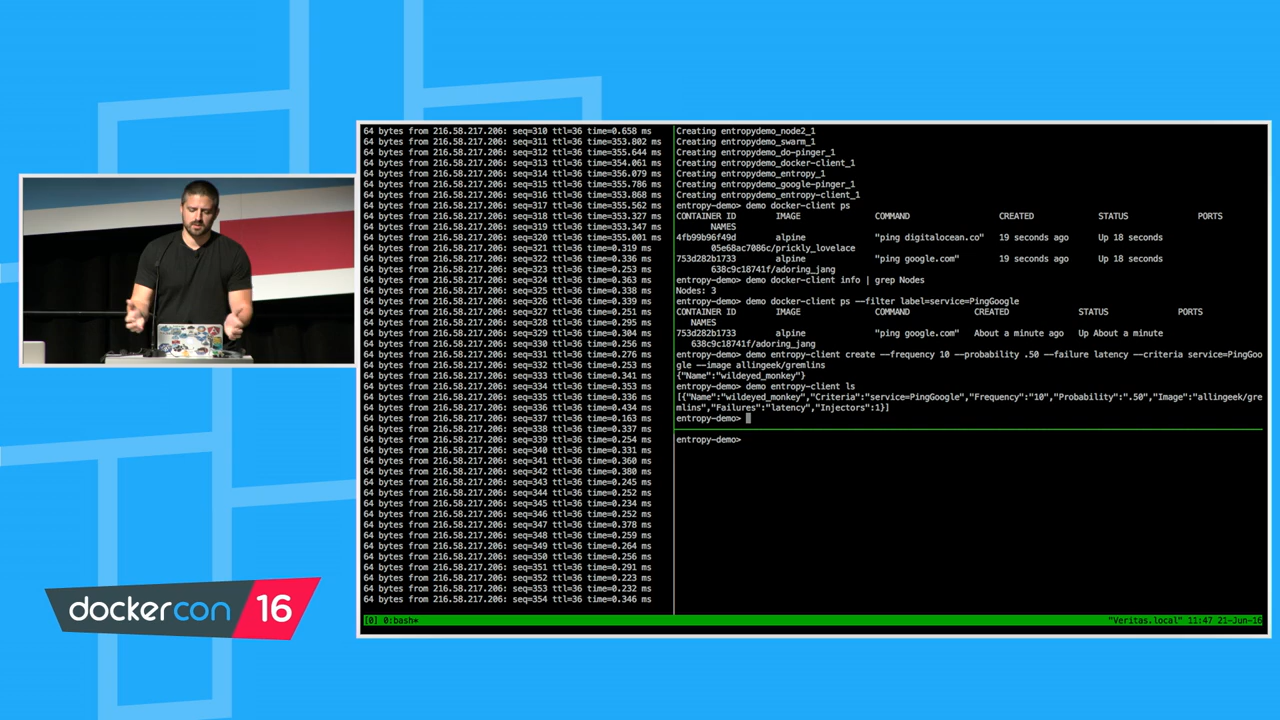 64 bytes from 216.58.217.206: seq=310 ttl=36 time=0.658 ms
64 bytes from 216.58.217.206: seq=311 ttl=36 time=353.802 ms
64 bytes from 216.58.217.206: seq=312 ttl=36 time=355.644 ms
64 bytes from 216.58.217.206: seq=313 ttl=36 time=354.061 ms
64 bytes from 216.58.217.206: seq=314 ttl=36 time=356.079 ms
64 bytes from 216.58.217.206: seq=315 ttl=36 time=355.786 ms
64 bytes from 216.58.217.206: seq=316 ttl=36 time=353.868 ms
64 bytes from 216.58.217.206: seq=317 ttl=36 time=355.562 ms
64 bytes from 216.58.217.206: seq=318 ttl=36 time=353.327 ms
64 bytes from 216.58.217.206: seq=319 ttl=36 time=353.347 ms
64 bytes from 216.58.217.206: seq=320 ttl=36 time=355.001 ms
64 bytes from 216.58.217.206: seq=321 ttl=36 time=0.319 ms
64 bytes from 216.58.217.206: seq=322 ttl=36 time=0.336 ms
64 bytes from 216.58.217.206: seq=323 ttl=36 time=0.253 ms
64 bytes from 216.58.217.206: seq=324 ttl=36 time=0.363 ms
64 bytes from 216.58.217.206: seq=325 ttl=36 time=0.338 ms
64 bytes from 216.58.217.206: seq=326 ttl=36 time=0.339 ms
64 bytes from 216.58.217.206: seq=327 ttl=36 time=0.251 ms
64 bytes from 216.58.217.206: seq=328 ttl=36 time=0.295 ms
64 bytes from 216.58.217.206: seq=329 ttl=36 time=0.304 ms
64 bytes from 216.58.217.206: seq=330 ttl=36 time=0.256 ms
64 bytes from 216.58.217.206: seq=331 ttl=36 time=0.276 ms
64 bytes from 216.58.217.206: seq=332 ttl=36 time=0.353 ms
64 bytes from 216.58.217.206: seq=333 ttl=36 time=0.341 ms
64 bytes from 216.58.217.206: seq=334 ttl=36 time=0.353 ms
64 bytes from 216.58.217.206: seq=335 ttl=36 time=0.336 ms
64 bytes from 216.58.217.206: seq=336 ttl=36 time=0.434 ms
64 bytes from 216.58.217.206: seq=337 ttl=36 time=0.163 ms
64 bytes from 216.58.217.206: seq=338 ttl=36 time=0.337 ms
64 bytes from 216.58.217.206: seq=339 ttl=36 time=0.254 ms
64 bytes from 216.58.217.206: seq=340 ttl=36 time=0.331 ms
64 bytes from 216.58.217.206: seq=341 ttl=36 time=0.360 ms
64 bytes from 216.58.217.206: seq=342 ttl=36 time=0.380 ms
64 bytes from 216.58.217.206: seq=343 ttl=36 time=0.245 ms
64 bytes from 216.58.217.206: seq=344 ttl=36 time=0.252 ms
64 bytes from 216.58.217.206: seq=345 ttl=36 time=0.234 ms
64 bytes from 216.58.217.206: seq=346 ttl=36 time=0.252 ms
64 bytes from 216.58.217.206: seq=347 ttl=36 time=0.378 ms
64 bytes from 216.58.217.206: seq=348 ttl=36 time=0.259 ms
64 bytes from 216.58.217.206: seq=349 ttl=36 time=0.264 ms
64 bytes from 216.58.217.206: seq=350 ttl=36 time=0.256 ms
64 bytes from 216.58.217.206: seq=351 ttl=36 time=0.291 ms
64 bytes from 216.58.217.206: seq=352 ttl=36 time=0.223 ms
64 bytes from 216.58.217.206: seq=353 ttl=36 time=0.232 ms
64 bytes from 216.58.217.206: seq=354 ttl=36 time=0.346 ms
Creating entropydemo_node2_1
Creating entropydemo_swarm_1
Creating entropydemo_do-pinger_1
Creating entropydemo_docker-client_1
Creating entropydemo_entropy_1
Creating entropydemo_google-pinger_1
Creating entropydemo_entropy-client_1
entropy-demo> demo docker-client ps
CONTAINER ID IMAGE COMMAND CREATED STATUS PORTS
NAMES
4fb99b96f49d alpine "ping digitalocean.co" 19 seconds ago Up 18 seconds
05e68ac7086c/prickly_lovelace
753d282b1733 alpine "ping google.com" 19 seconds ago Up 18 seconds
638c9c18741f/adoring_jang
entropy-demo> demo docker-client info | grep Nodes
Nodes: 3
entropy-demo> demo docker-client ps --filter label=service=PingGoogle
CONTAINER ID IMAGE COMMAND CREATED STATUS PORTS
NAMES
753d282b1733 alpine "ping google.com" About a minute ago Up About a minute
638c9c18741f/adoring_jang
entropy-demo> demo entropy-client create --frequency 10 --probability .50 --failure latency --criteria service=PingGoo
gle --image allingeek/gremlins
{"Name":"wildeyed_monkey"}
entropy-demo> demo entropy-client ls
[{"Name":"wildeyed_monkey","Criteria":"service=PingGoogle","Frequency":"10","Probability":".50","Image":"allingeek/gre
mlins","Failures":"latency","Injectors":1}]
entropy-demo>
entropy-demo>
[0] 0:bash*
"Veritas.local" 11:47 21-Jun-16
dockercon 16